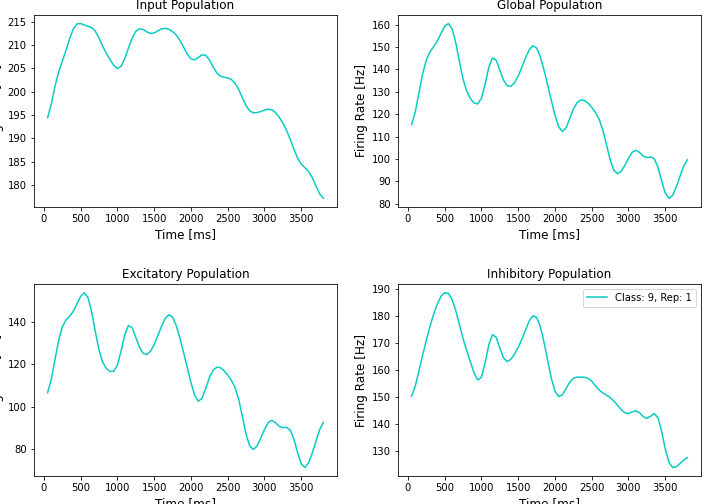 Input Population
215
210
205
200
195
190
185
180
0 500 1000 1500 2000 2500 3000 3500
Time [ms]
Global Population
Firing Rate [Hz]
160
150
140
130
120
110
100
90
80
0 500 1000 1500 2000 2500 3000 3500
Time [ms]
Excitatory Population
140
120
100
80
0 500 1000 1500 2000 2500 3000 3500
Time [ms]
Inhibitory Population
Class: 9, Rep: 1
Firing Rate [Hz]
190
180
170
160
150
140
130
0 500 1000 1500 2000 2500 3000 3500
Time [ms]